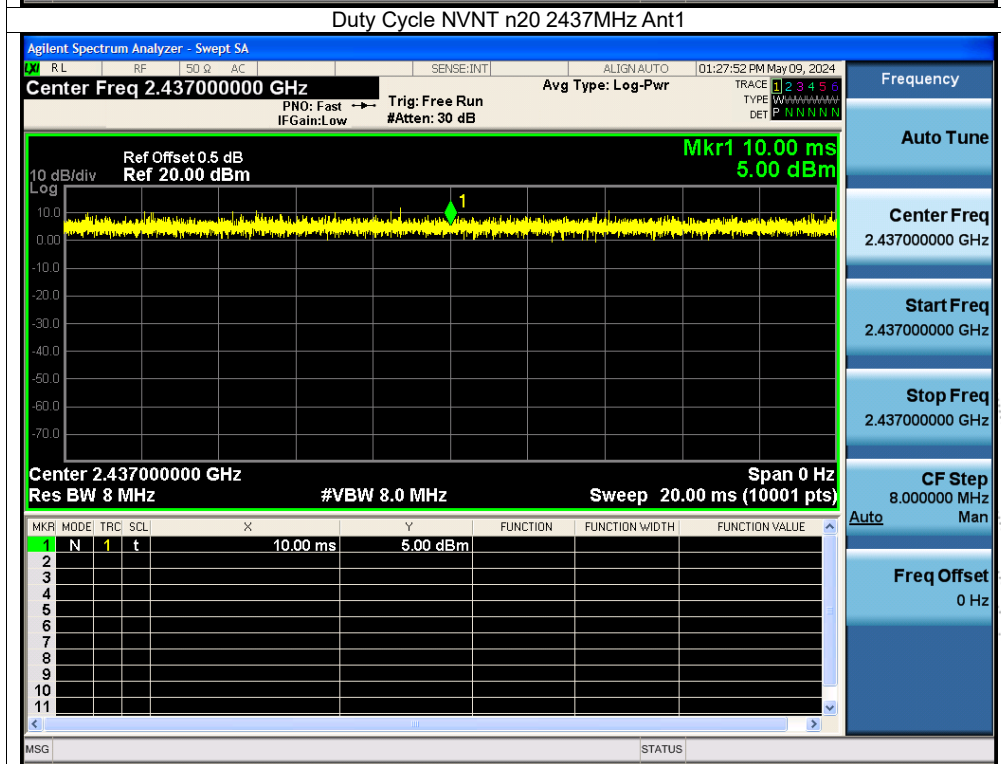 Duty Cycle NVNT n20 2437MHz Ant1
Agilent Spectrum Analyzer - Swept SA
LXI RL RF 50 Ω AC SENSE:INT ALIGN AUTO 01:27:52 PM May 09, 2024
Center Freq 2.437000000 GHz Avg Type: Log-Pwr TRACE 1 2 3 4 5 6
PNO: Fast Trig: Free Run TYPE WWWWWW
IFGain:Low #Atten: 30 dB DET P N N N N N
Frequency
Auto Tune
Center Freq
2.437000000 GHz
Start Freq
2.437000000 GHz
Stop Freq
2.437000000 GHz
CF Step
8.000000 MHz
Auto Man
Freq Offset
0 Hz
Ref Offset 0.5 dB Mkr1 10.00 ms
10 dB/div Ref 20.00 dBm 5.00 dBm
Log
1
10.0
0.00
-10.0
-20.0
-30.0
-40.0
-50.0
-60.0
-70.0
Center 2.437000000 GHz Span 0 Hz
Res BW 8 MHz #VBW 8.0 MHz Sweep 20.00 ms (10001 pts)
MKR MODE TRC SCL X Y FUNCTION FUNCTION WIDTH FUNCTION VALUE
1 N 1 t 10.00 ms 5.00 dBm
2
3
4
5
6
7
8
9
10
11
MSG STATUS